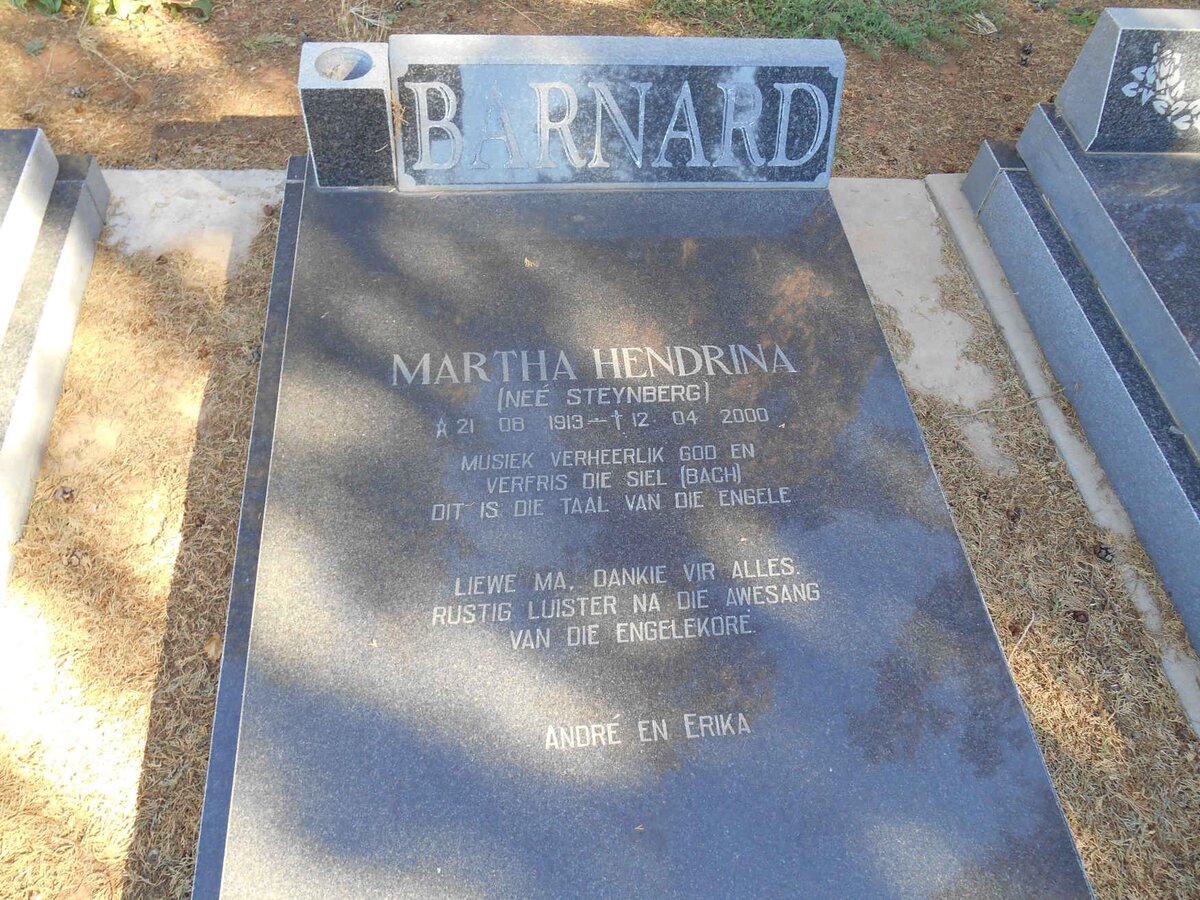 BARNARD
MARTHA HENDRINA
(NEÉ STEYNBERG)
☆ 21 08 1913 – † 12 04 2000
MUSIEK VERHEERLIK GOD EN
VERFRIS DIE SIEL (BACH)
DIT IS DIE TAAL VAN DIE ENGELE
LIEWE MA, DANKIE VIR ALLES.
RUSTIG LUISTER NA DIE AWESANG
VAN DIE ENGELEKORE.
ANDRÉ EN ERIKA